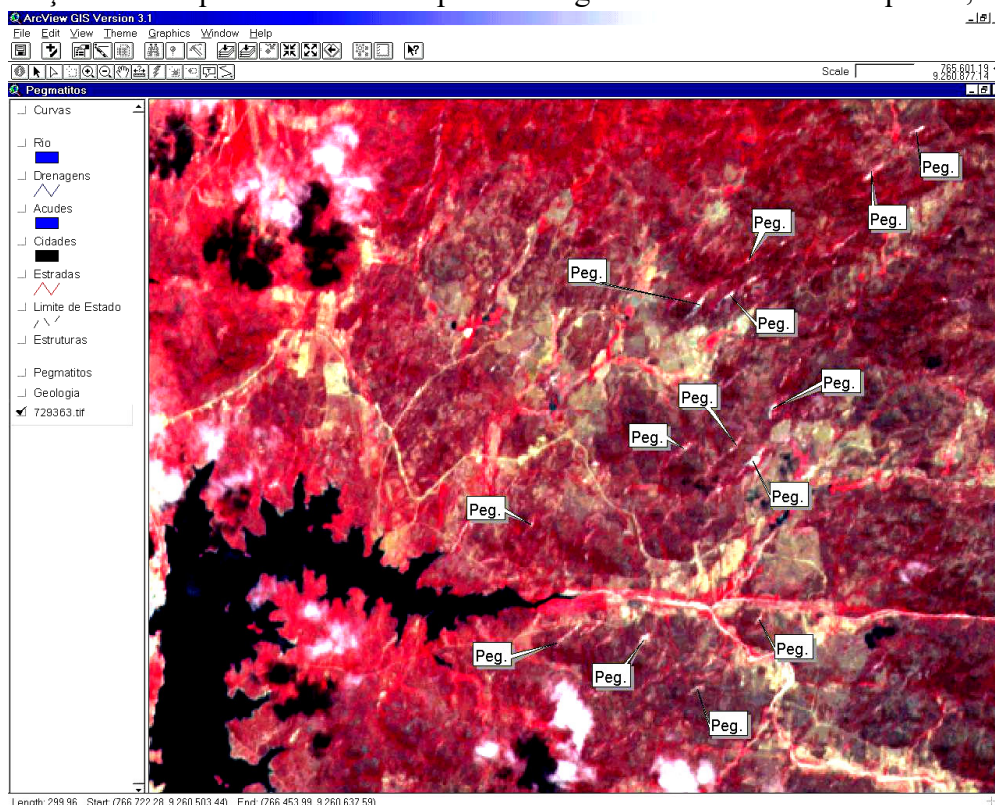 ArcView GIS Version 3.1
File Edit View Theme Graphics Window Help
Scale
765.601,19
9.260.877,14
Pegmatitos
Curvas
Rio
Drenagens
Acudes
Cidades
Estradas
Limite de Estado
Estruturas
Pegmatitos
Geologia
729363.tif
Peg.
Peg.
Peg.
Peg.
Peg.
Peg.
Peg.
Peg.
Peg.
Peg.
Peg.
Peg.
Peg.
Peg.
Length: 299,96 Start: (766.722,28, 9.260.503,44) End: (766.453,99, 9.260.637,59)